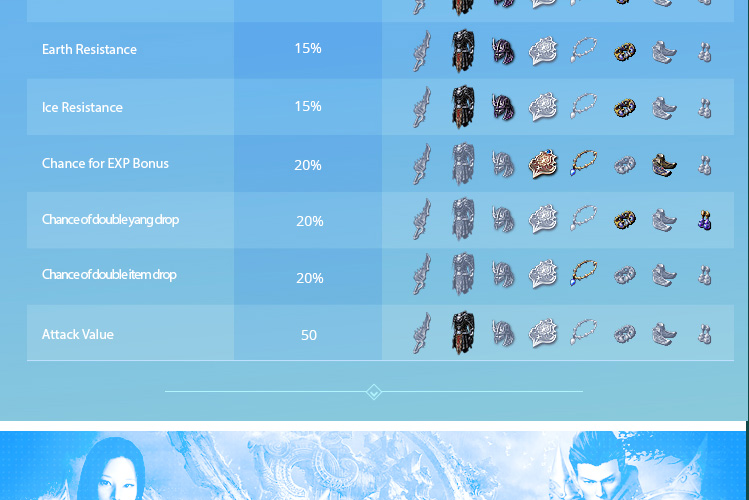 Earth Resistance 15%
Ice Resistance 15%
Chance for EXP Bonus 20%
Chance of double yang drop 20%
Chance of double item drop 20%
Attack Value 50